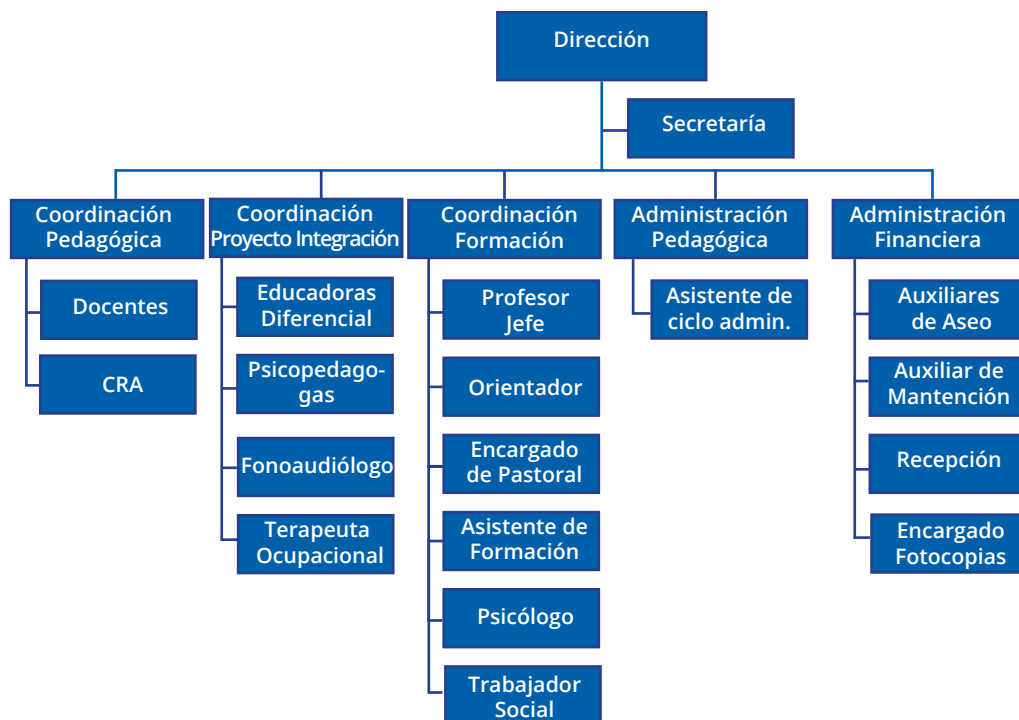 Dirección
Secretaría
Coordinación
Pedagógica
Docentes
CRA
Coordinación
Proyecto Integración
Educadoras
Diferencial
Psicopedago-
gas
Fonoaudiólogo
Terapeuta
Ocupacional
Coordinación
Formación
Profesor
Jefe
Orientador
Encargado
de Pastoral
Asistente de
Formación
Psicólogo
Trabajador
Social
Administración
Pedagógica
Asistente de
ciclo admin.
Administración
Financiera
Auxiliares
de Aseo
Auxiliar de
Mantención
Recepción
Encargado
Fotocopias